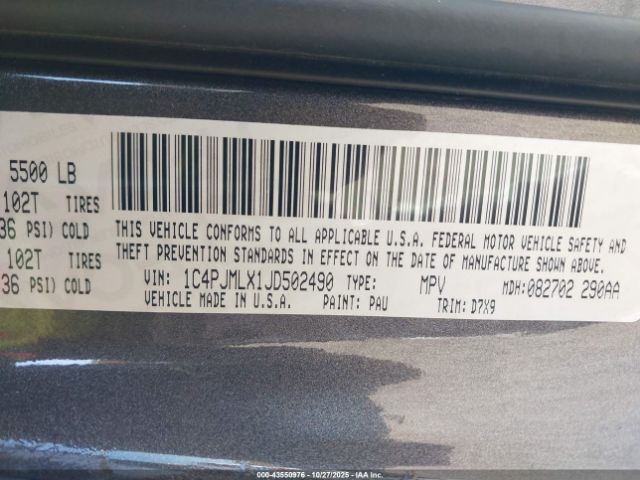 5500 LB
102T TIRES
36 PSI) COLD
102T TIRES
36 PSI) COLD
THIS VEHICLE CONFORMS TO ALL APPLICABLE U.S.A. FEDERAL MOTOR VEHICLE SAFETY AND
THEFT PREVENTION STANDARDS IN EFFECT ON THE DATE OF MANUFACTURE SHOWN ABOVE.
VIN: 1C4PJMLX1JD502490 TYPE: MPV MDH:082702 290AA
VEHICLE MADE IN U.S.A. PAINT: PAU TRIM: D7X9
000-43550976 - 10/27/2025 - IAAI.COM